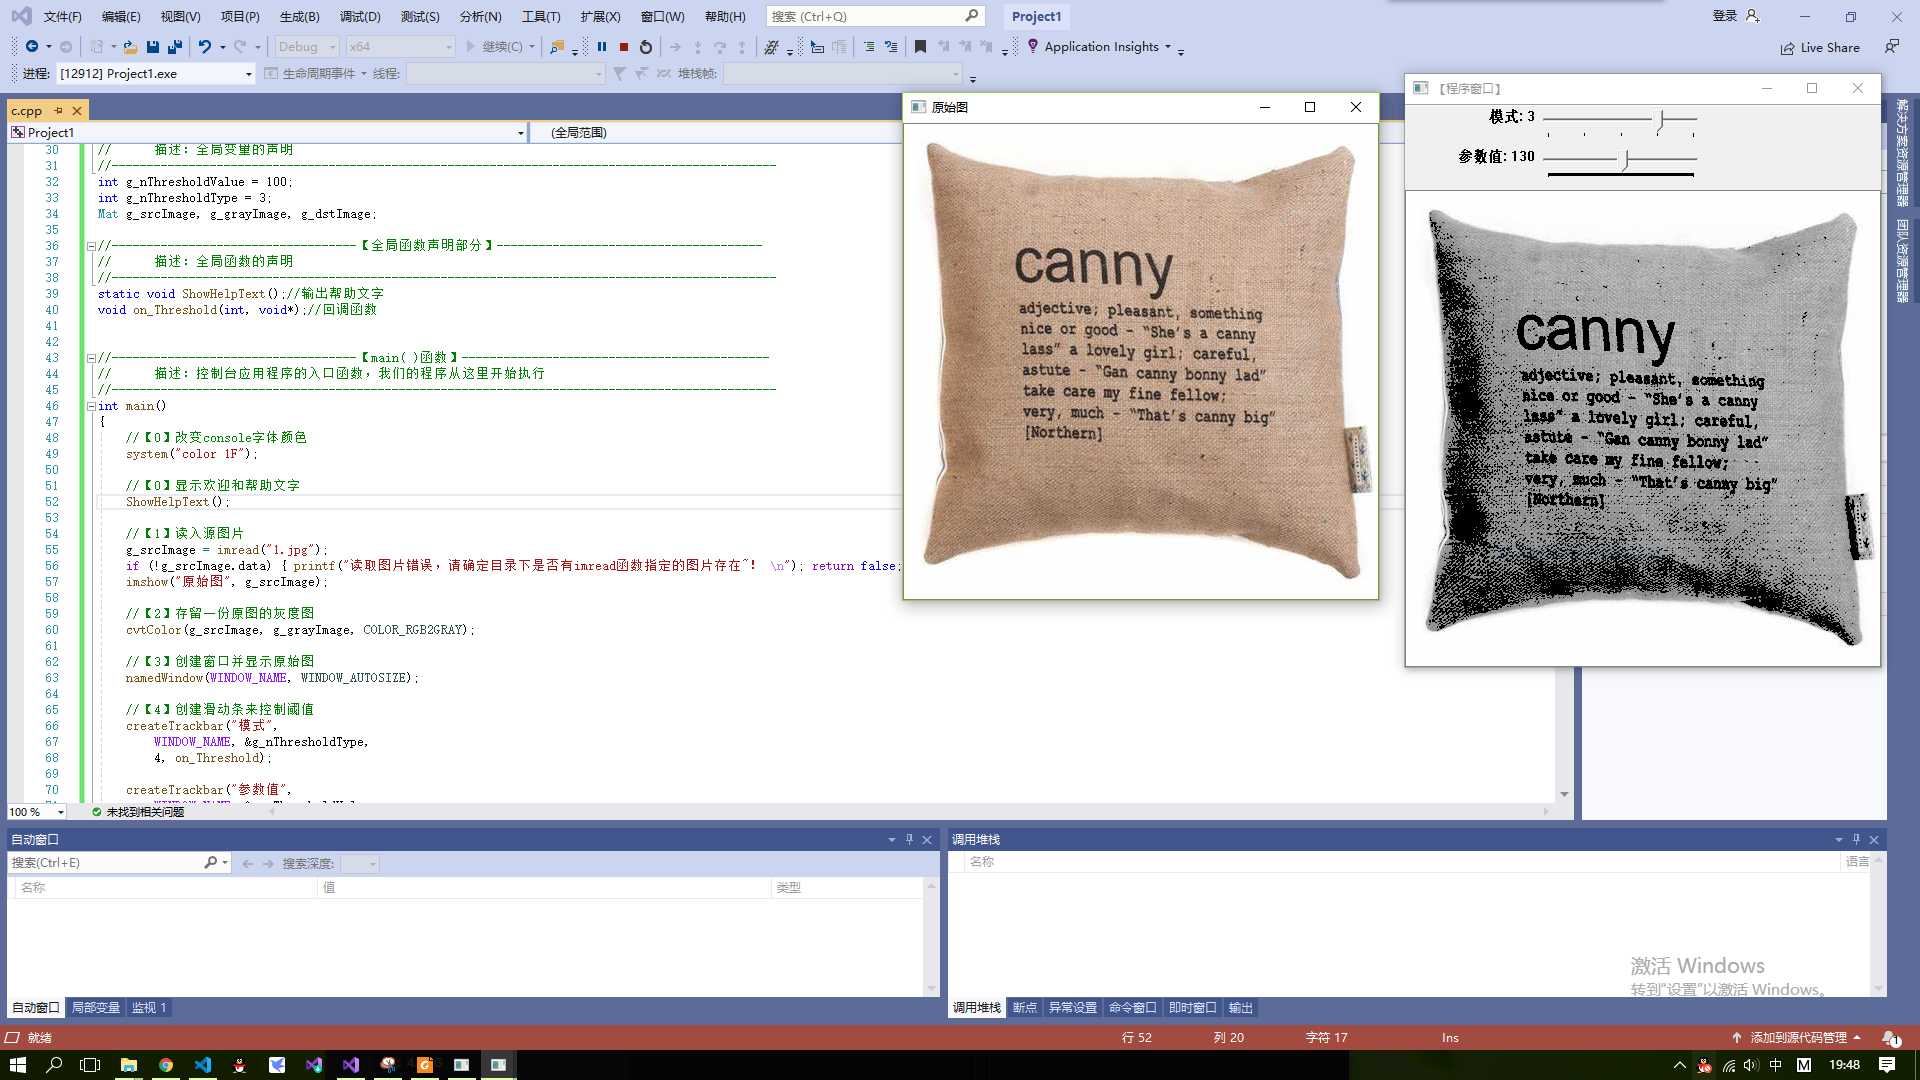 文件(F) 编辑(E) 视图(V) 项目(P) 生成(B) 调试(D) 测试(S) 分析(N) 工具(T) 扩展(X) 窗口(W) 帮助(H) 搜索 (Ctrl+Q) Project1 登录
Debug x64 继续(C) Application Insights Live Share
进程: [12912] Project1.exe 生命周期事件 线程: 堆栈帧:
c.cpp
Project1 (全局范围)
30 // 描述：全局变量的声明
31 //-----------------------------------------------------------------------------------------------
32 int g_nThresholdValue = 100;
33 int g_nThresholdType = 3;
34 Mat g_srcImage, g_grayImage, g_dstImage;
35
36 //-----------------------------------【全局函数声明部分】--------------------------------------
37 // 描述：全局函数的声明
38 //-----------------------------------------------------------------------------------------------
39 static void ShowHelpText();//输出帮助文字
40 void on_Threshold(int, void*);//回调函数
41
42
43 //-----------------------------------【main( )函数】--------------------------------------------
44 // 描述：控制台应用程序的入口函数，我们的程序从这里开始执行
45 //-----------------------------------------------------------------------------------------------
46 int main()
47 {
48 //【0】改变console字体颜色
49 system("color 1F");
50
51 //【0】显示欢迎和帮助文字
52 ShowHelpText();
53
54 //【1】读入源图片
55 g_srcImage = imread("1.jpg");
56 if (!g_srcImage.data) { printf("读取图片错误，请确定目录下是否有imread函数指定的图片存在~！ \n"); return false;
57 imshow("原始图", g_srcImage);
58
59 //【2】存留一份原图的灰度图
60 cvtColor(g_srcImage, g_grayImage, COLOR_RGB2GRAY);
61
62 //【3】创建窗口并显示原始图
63 namedWindow(WINDOW_NAME, WINDOW_AUTOSIZE);
64
65 //【4】创建滑动条来控制阈值
66 createTrackbar("模式",
67 WINDOW_NAME, &g_nThresholdType,
68 4, on_Threshold);
69
70 createTrackbar("参数值",
100 % 未找到相关问题
原始图
canny
adjective; pleasant, something
nice or good - "She's a canny
lass" a lovely girl; careful,
astute - "Gan canny bonny lad"
take care my fine fellow;
very, much - "That's canny big"
[Northern]
【程序窗口】
模式: 3
参数值: 130
canny
adjective; pleasant, something
nice or good - "She's a canny
lass" a lovely girl; careful,
astute - "Gan canny bonny lad"
take care my fine fellow;
very, much - "That's canny big"
[Northern]
解决方案资源管理器
团队资源管理器
自动窗口
搜索(Ctrl+E) 搜索深度:
名称 值 类型
自动窗口 局部变量 监视 1
调用堆栈
名称 语言
激活 Windows
转到"设置"以激活 Windows。
调用堆栈 断点 异常设置 命令窗口 即时窗口 输出
就绪 行 52 列 20 字符 17 Ins 添加到源代码管理 1
中 M 19:48